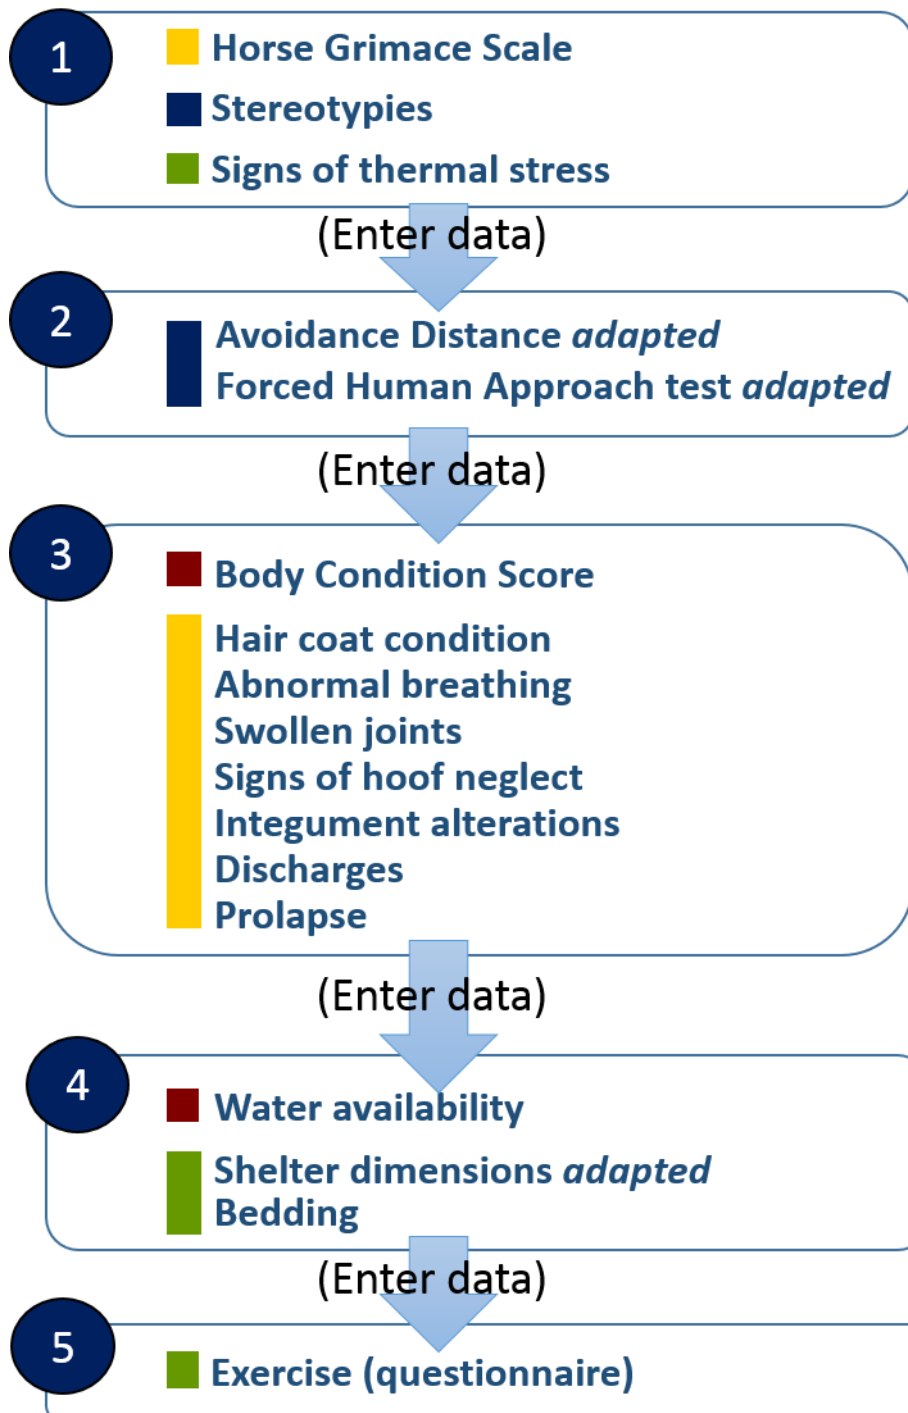 1
Horse Grimace Scale
Stereotypies
Signs of thermal stress
(Enter data)
2
Avoidance Distance adapted
Forced Human Approach test adapted
(Enter data)
3
Body Condition Score
Hair coat condition
Abnormal breathing
Swollen joints
Signs of hoof neglect
Integument alterations
Discharges
Prolapse
(Enter data)
4
Water availability
Shelter dimensions adapted
Bedding
(Enter data)
5
Exercise (questionnaire)